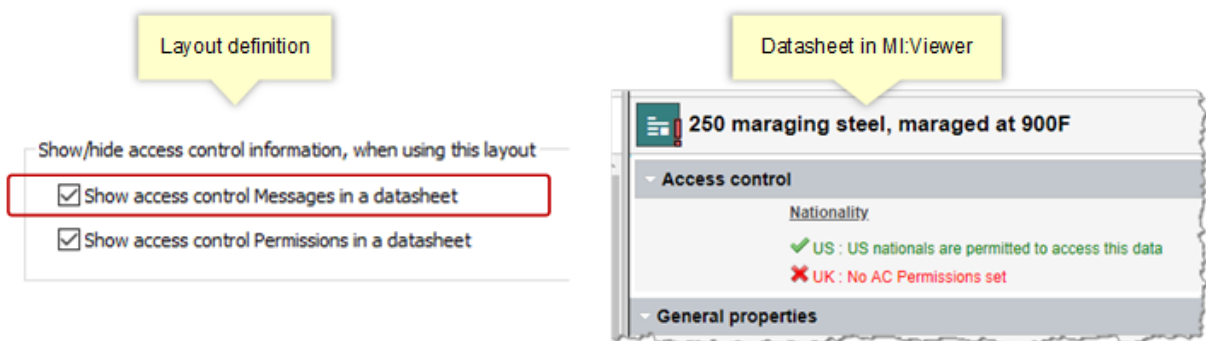 Layout definition
Datasheet in MI:Viewer
Show/hide access control information, when using this layout
Show access control Messages in a datasheet
Show access control Permissions in a datasheet
250 maraging steel, maraged at 900F
Access control
Nationality
US : US nationals are permitted to access this data
UK : No AC Permissions set
General properties